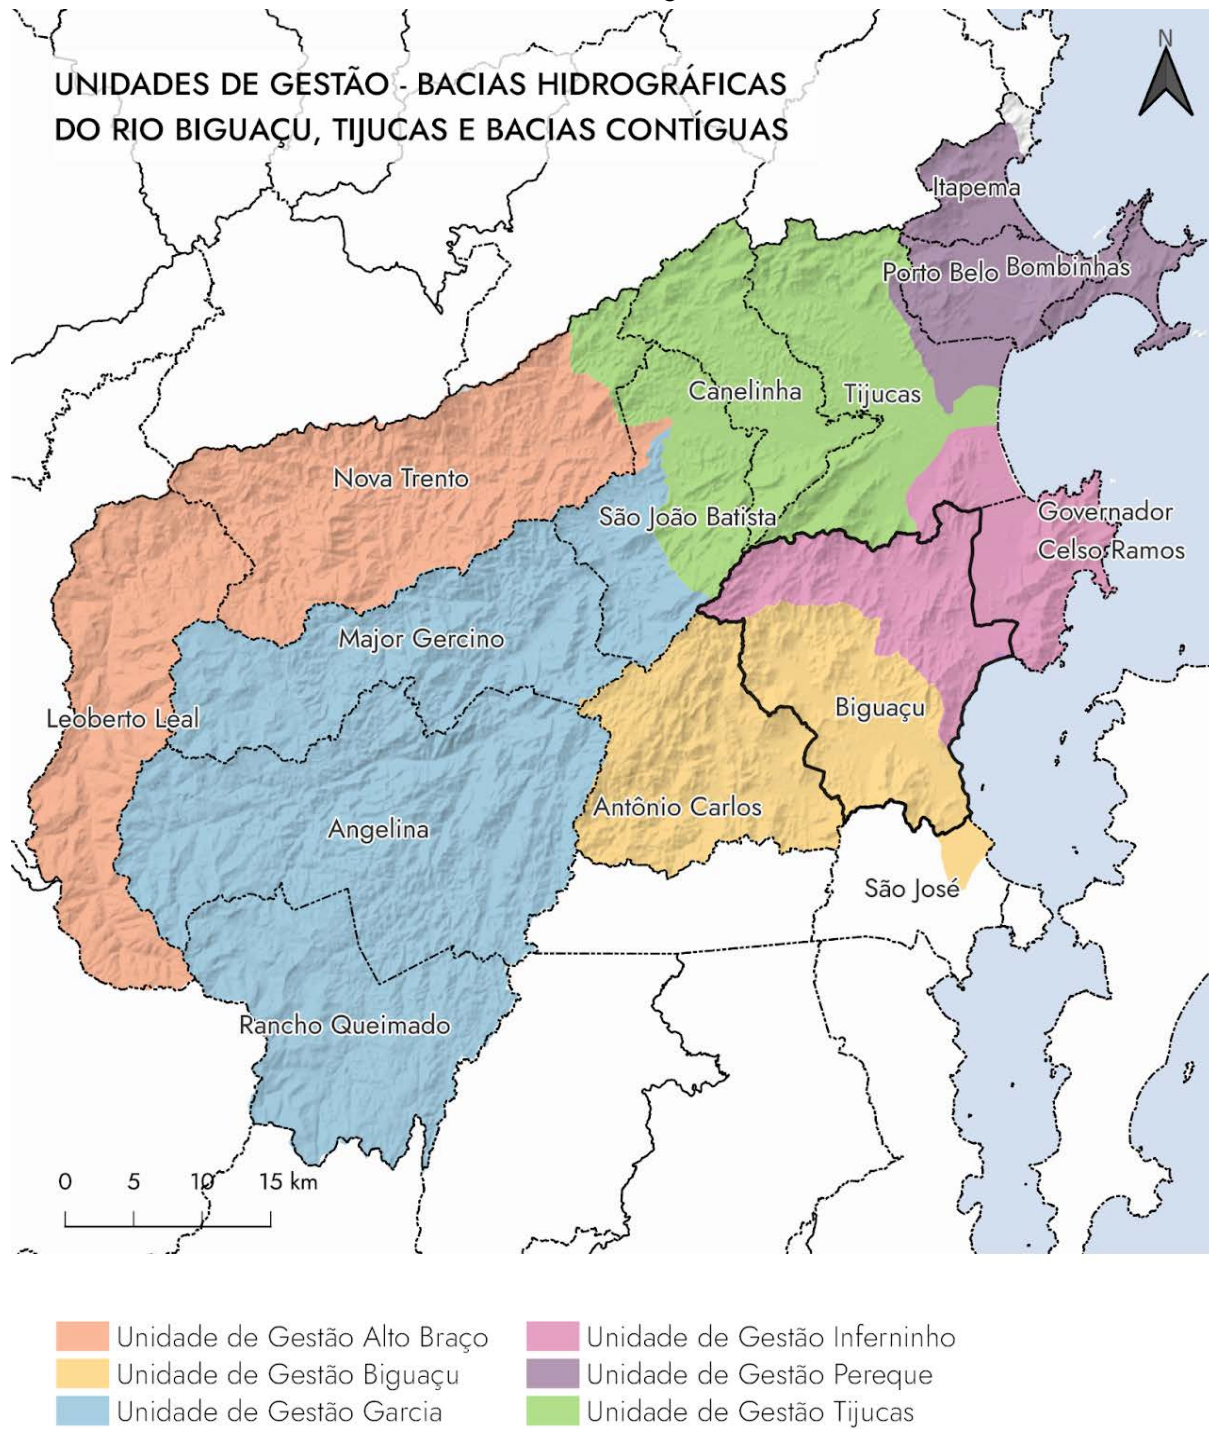 UNIDADES DE GESTÃO - BACIAS HIDROGRÁFICAS
DO RIO BIGUAÇU, TIJUCAS E BACIAS CONTÍGUAS
N
Itapema
Porto Belo
Bombinhas
Canelinha
Tijucas
Nova Trento
São João Batista
Governador
Celso Ramos
Major Gercino
Leoberto Leal
Biguaçu
Antônio Carlos
Angelina
São José
Rancho Queimado
0 5 10 15 km
Unidade de Gestão Alto Braço
Unidade de Gestão Biguaçu
Unidade de Gestão Garcia
Unidade de Gestão Inferninho
Unidade de Gestão Pereque
Unidade de Gestão Tijucas